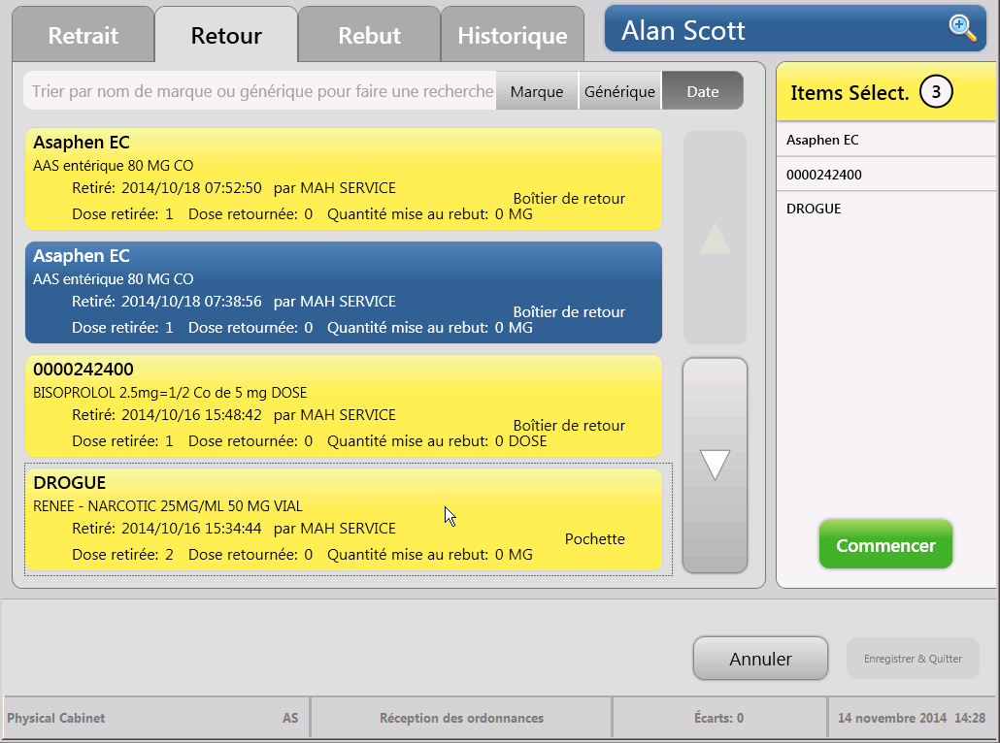 Retrait
Retour
Rebut
Historique
Alan Scott
Trier par nom de marque ou générique pour faire une recherche
Marque
Générique
Date
Asaphen EC
AAS entérique 80 MG CO
Retiré: 2014/10/18 07:52:50 par MAH SERVICE
Boîtier de retour
Dose retirée: 1 Dose retournée: 0 Quantité mise au rebut: 0 MG
Asaphen EC
AAS entérique 80 MG CO
Retiré: 2014/10/18 07:38:56 par MAH SERVICE
Boîtier de retour
Dose retirée: 1 Dose retournée: 0 Quantité mise au rebut: 0 MG
0000242400
BISOPROLOL 2.5mg=1/2 Co de 5 mg DOSE
Retiré: 2014/10/16 15:48:42 par MAH SERVICE
Boîtier de retour
Dose retirée: 1 Dose retournée: 0 Quantité mise au rebut: 0 DOSE
DROGUE
RENEE - NARCOTIC 25MG/ML 50 MG VIAL
Retiré: 2014/10/16 15:34:44 par MAH SERVICE
Pochette
Dose retirée: 2 Dose retournée: 0 Quantité mise au rebut: 0 MG
Items Sélect. 3
Asaphen EC
0000242400
DROGUE
Commencer
Annuler
Enregistrer & Quitter
Physical Cabinet
AS
Réception des ordonnances
Écarts: 0
14 novembre 2014 14:28